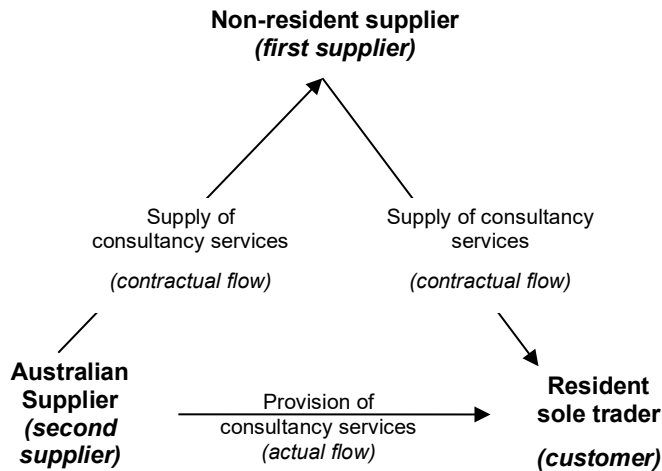 Non-resident supplier
(first supplier)
Supply of
consultancy services
(contractual flow)
Supply of consultancy
services
(contractual flow)
Australian
Supplier
(second
supplier)
Provision of
consultancy services
(actual flow)
Resident
sole trader
(customer)